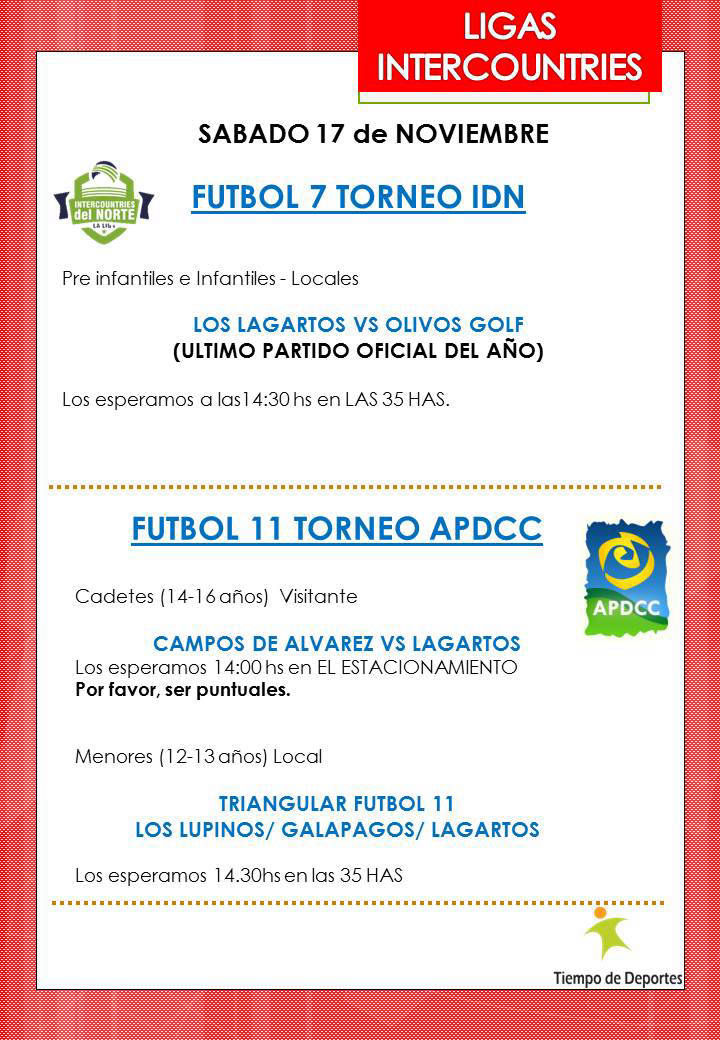 LIGAS
INTERCOUNTRIES
SABADO 17 de NOVIEMBRE
INTERCOUNTRIES
del NORTE
LA LIGA
FUTBOL 7 TORNEO IDN
Pre infantiles e Infantiles - Locales
LOS LAGARTOS VS OLIVOS GOLF
(ULTIMO PARTIDO OFICIAL DEL AÑO)
Los esperamos a las14:30 hs en LAS 35 HAS.
FUTBOL 11 TORNEO APDCC
APDCC
Cadetes (14-16 años) Visitante
CAMPOS DE ALVAREZ VS LAGARTOS
Los esperamos 14:00 hs en EL ESTACIONAMIENTO
Por favor, ser puntuales.
Menores (12-13 años) Local
TRIANGULAR FUTBOL 11
LOS LUPINOS/ GALAPAGOS/ LAGARTOS
Los esperamos 14.30hs en las 35 HAS
Tiempo de Deportes